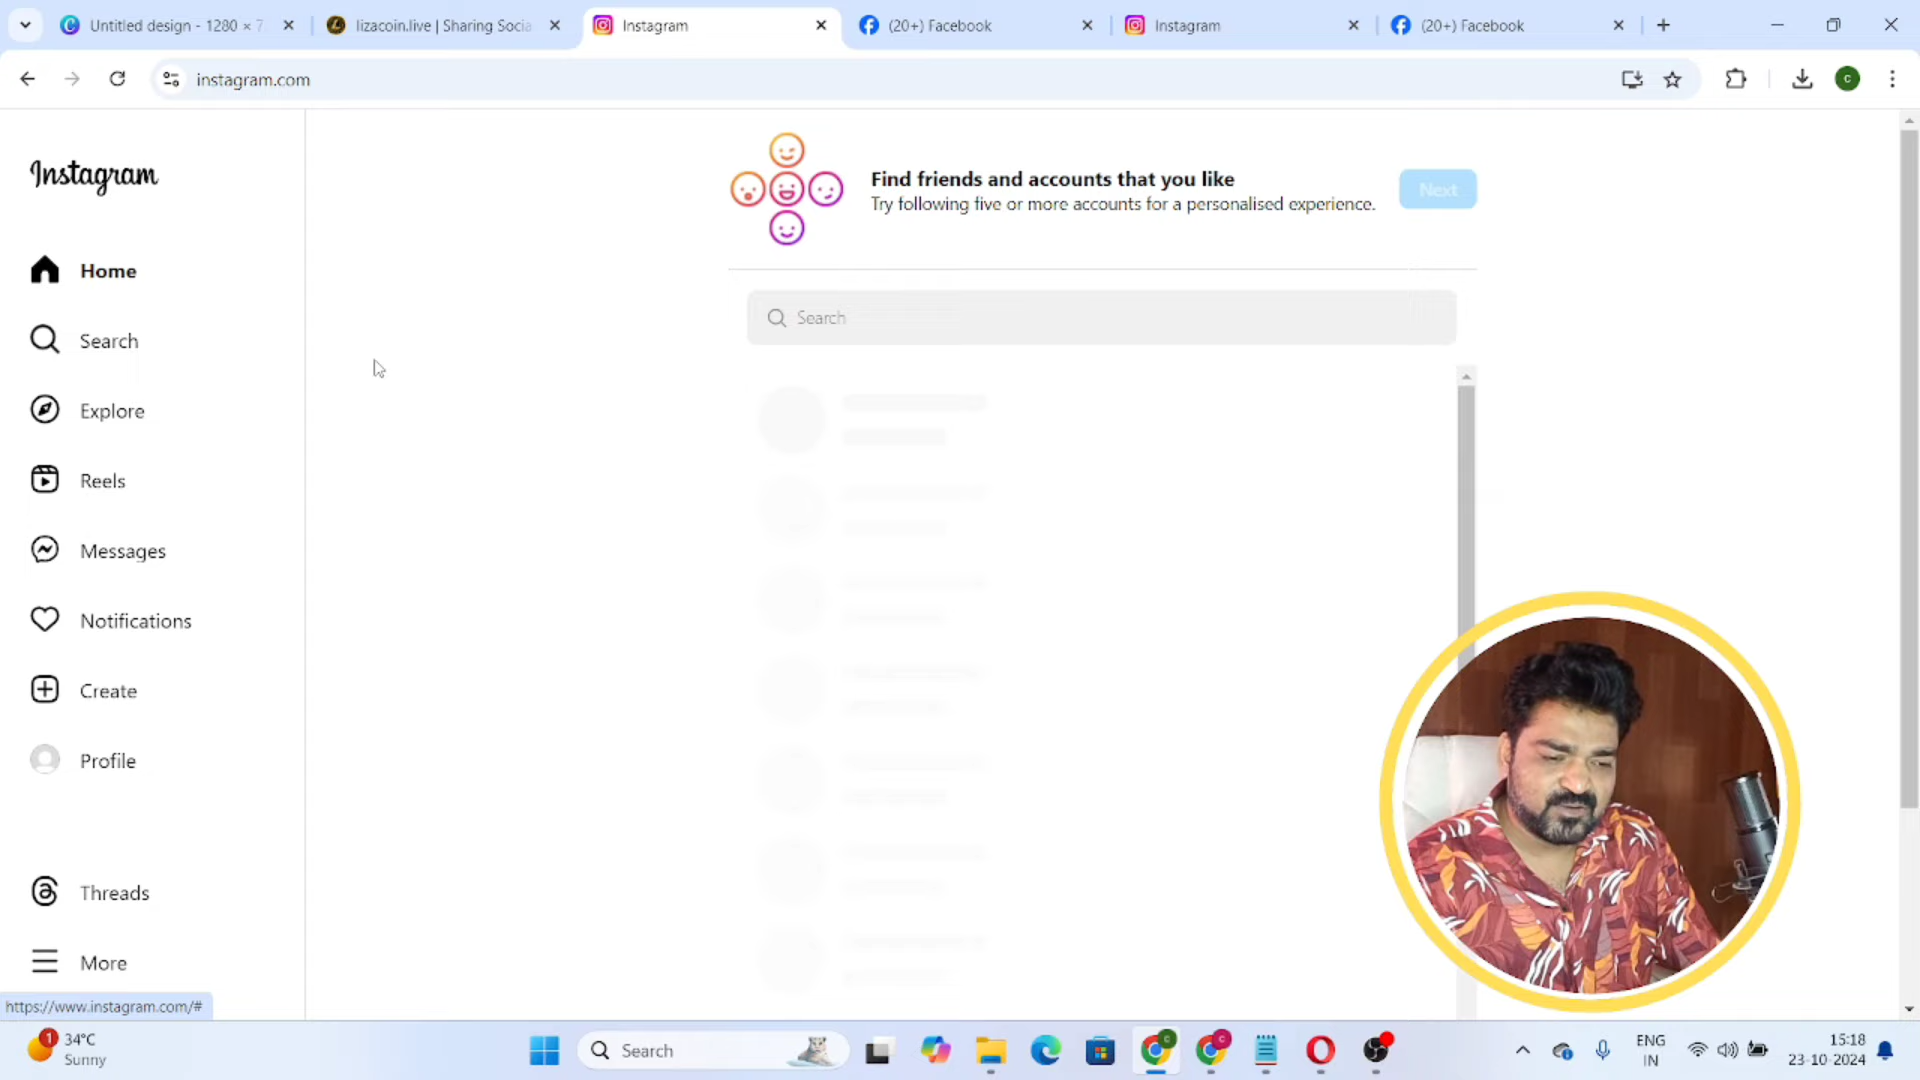 Untitled design - 1280 × 7
lizacoin.live | Sharing Socia
Instagram
(20+) Facebook
Instagram
(20+) Facebook
instagram.com
Instagram
Home
Search
Explore
Reels
Messages
Notifications
Create
Profile
Threads
More
https://www.instagram.com/#
Find friends and accounts that you like
Try following five or more accounts for a personalised experience.
Next
Search
34°C
Sunny
Search
ENG
IN
15:18
23-10-2024